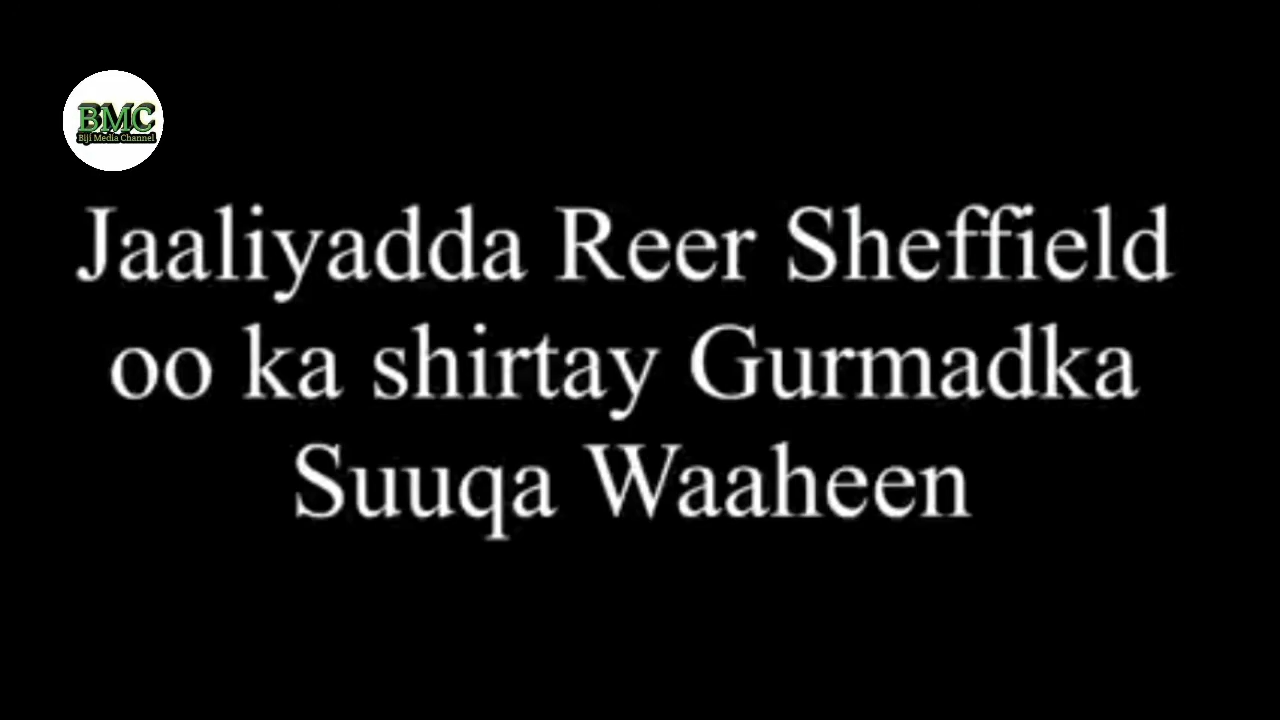 BMC
Biji Media Channel
Jaaliyadda Reer Sheffield
oo ka shirtay Gurmadka
Suuqa Waaheen